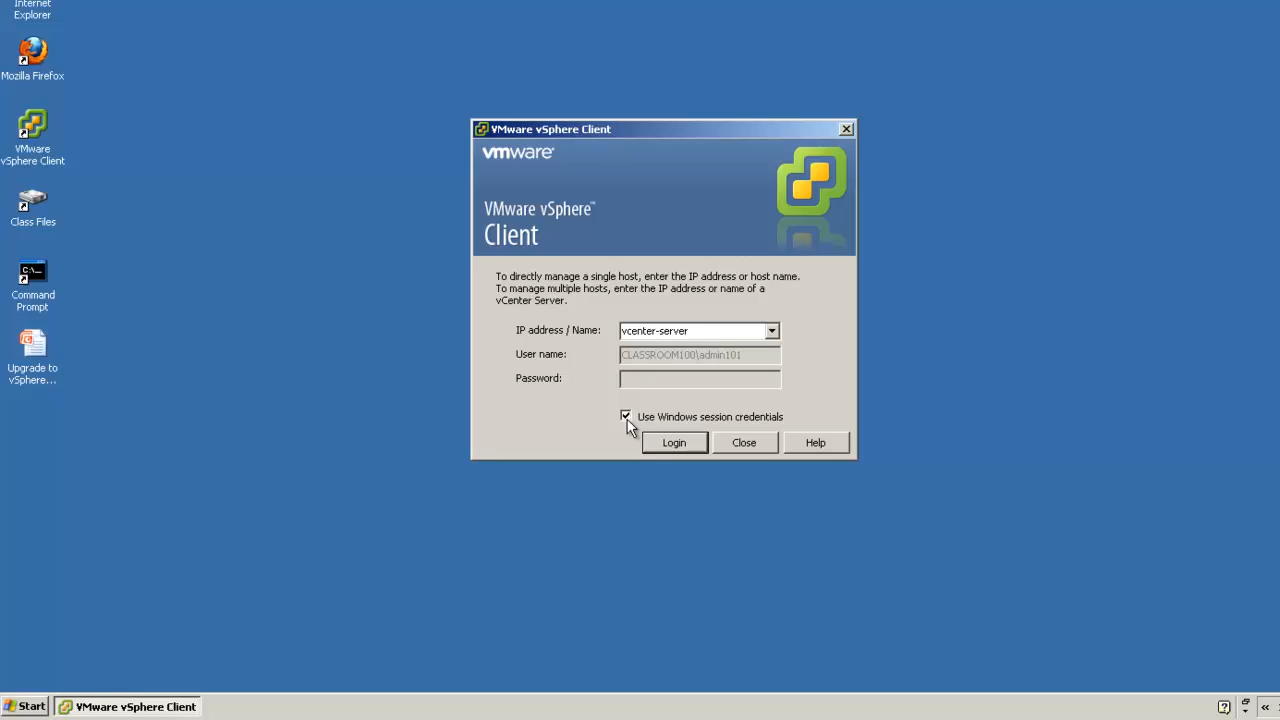 Internet
Explorer
Mozilla Firefox
VMware
vSphere Client
Class Files
C:\...
Command
Prompt
Upgrade to
vSphere...
VMware vSphere Client
vmware®
VMware vSphere™
Client
To directly manage a single host, enter the IP address or host name.
To manage multiple hosts, enter the IP address or name of a
vCenter Server.
IP address / Name:
vcenter-server
User name:
CLASSROOM100\admin101
Password:
Use Windows session credentials
Login
Close
Help
Start
VMware vSphere Client